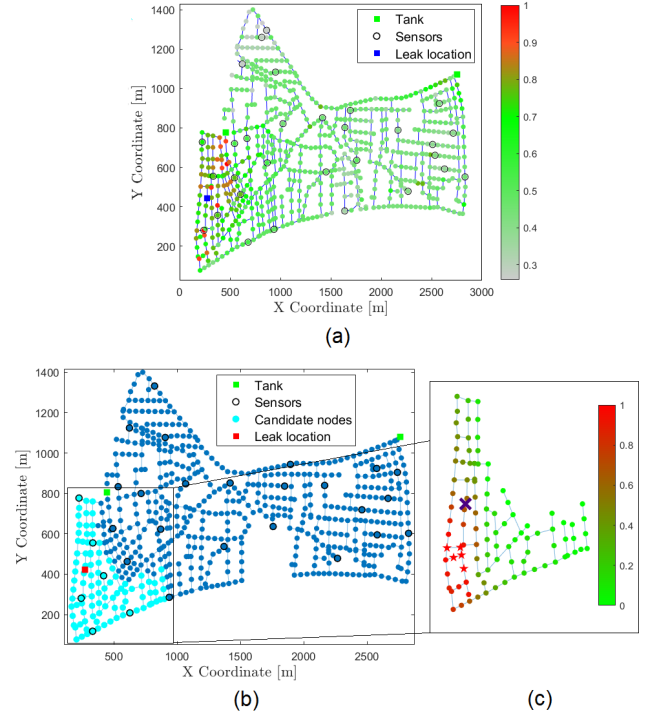 1400
1200
1000
800
600
400
200
Y Coordinate [m]
0 500 1000 1500 2000 2500 3000
X Coordinate [m]
Tank
Sensors
Leak location
1
0.9
0.8
0.7
0.6
0.5
0.4
0.3
(a)
1400
1200
1000
800
600
400
200
Y Coordinate [m]
500 1000 1500 2000 2500
X Coordinate [m]
Tank
Sensors
Candidate nodes
Leak location
(b)
1
0.8
0.6
0.4
0.2
0
(c)